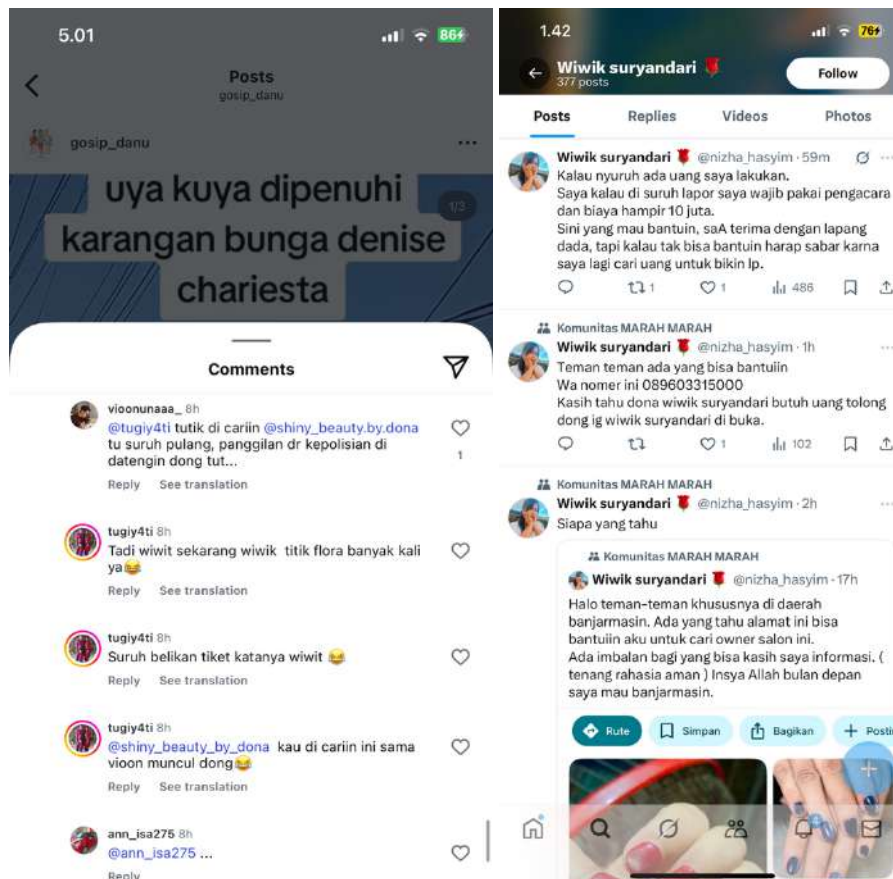 5.01
86
Posts
gosip_danu
gosip_danu
uya kuya dipenuhi
karangan bunga denise
chariesta
1/3
Comments
vioonunaaa_ 8h
@tugiy4ti tutik di cariin @shiny_beauty.by.dona
tu suruh pulang, panggilan dr kepolisian di
datengin dong tut...
1
Reply See translation
tugiy4ti 8h
Tadi wiwit sekarang wiwik titik flora banyak kali
ya😂
Reply See translation
tugiy4ti 8h
Suruh belikan tiket katanya wiwit 😂
Reply See translation
tugiy4ti 8h
@shiny_beauty_by_dona kau di cariin ini sama
vioon muncul dong😂
Reply See translation
ann_isa275 8h
@ann_isa275 ...
Reply
1.42
76
Wiwik suryandari 🌹
377 posts
Follow
Posts Replies Videos Photos
Wiwik suryandari 🌹 @nizha_hasyim · 59m
Kalau nyuruh ada uang saya lakukan.
Saya kalau di suruh lapor saya wajib pakai pengacara
dan biaya hampir 10 juta.
Sini yang mau bantuin, saA terima dengan lapang
dada, tapi kalau tak bisa bantuin harap sabar karna
saya lagi cari uang untuk bikin lp.
1 1 486
Komunitas MARAH MARAH
Wiwik suryandari 🌹 @nizha_hasyim · 1h
Teman teman ada yang bisa bantuiin
Wa nomer ini 089603315000
Kasih tahu dona wiwik suryandari butuh uang tolong
dong ig wiwik suryandari di buka.
1 102
Komunitas MARAH MARAH
Wiwik suryandari 🌹 @nizha_hasyim · 2h
Siapa yang tahu
Komunitas MARAH MARAH
Wiwik suryandari 🌹 @nizha_hasyim · 17h
Halo teman-teman khususnya di daerah
banjarmasin. Ada yang tahu alamat ini bisa
bantuiin aku untuk cari owner salon ini.
Ada imbalan bagi yang bisa kasih saya informasi. (
tenang rahasia aman ) Insya Allah bulan depan
saya mau banjarmasin.
Rute Simpan Bagikan + Postin